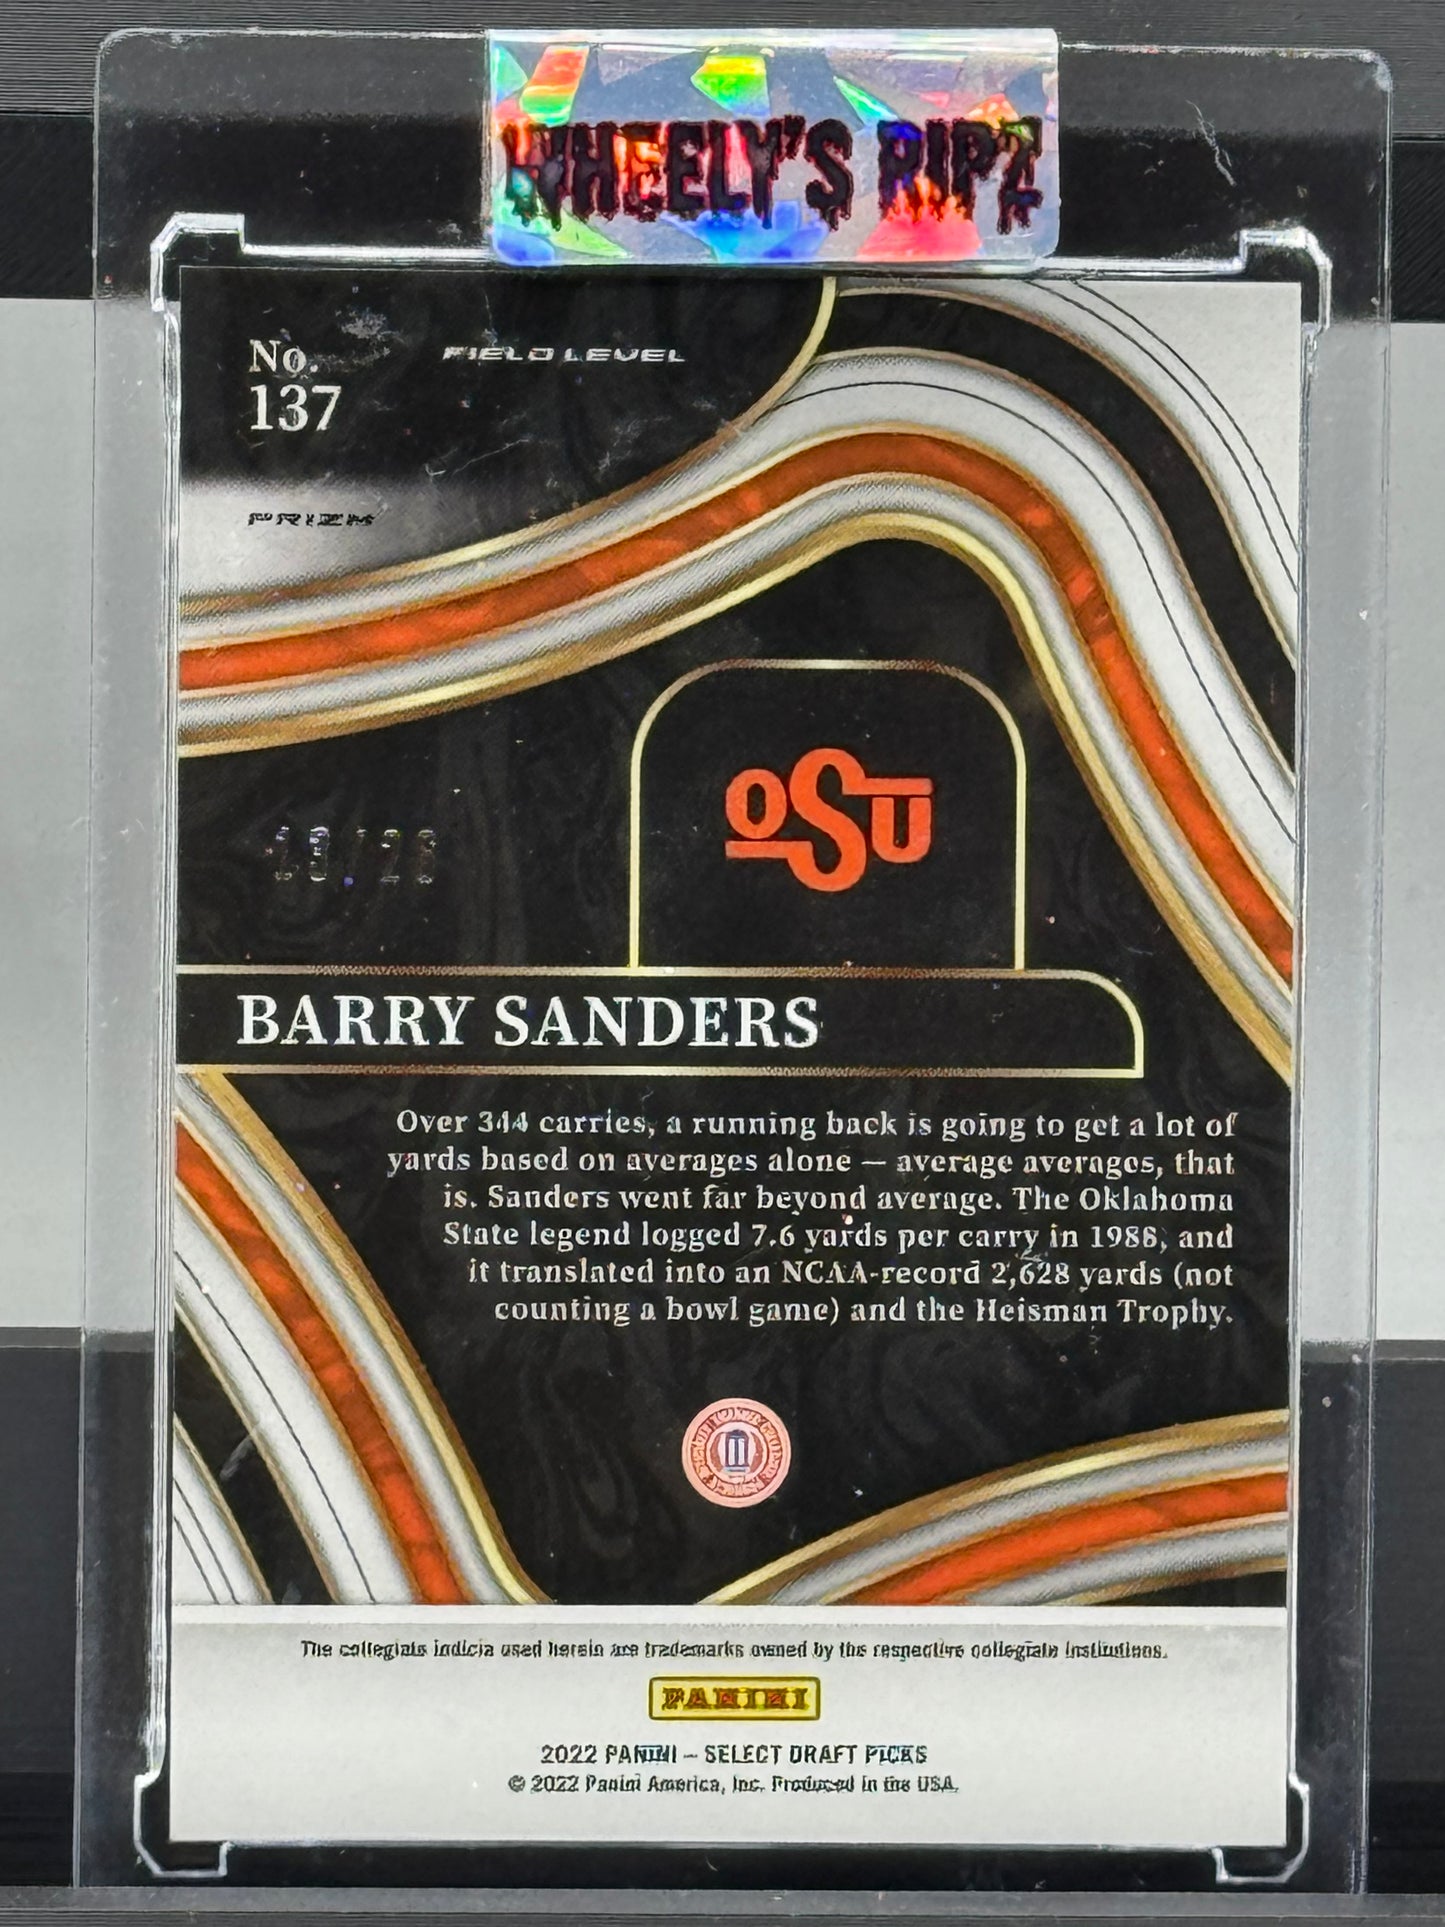 WHEELY'S RIPZ
No.
137
FIELD LEVEL
PRIZM
OSU
BARRY SANDERS
Over 344 carries, a running back is going to get a lot of
yards based on averages alone — average averages, that
is. Sanders went far beyond average. The Oklahoma
State legend logged 7.6 yards per carry in 1988, and
it translated into an NCAA-record 2,628 yards (not
counting a bowl game) and the Heisman Trophy.
The collegiate indicia used herein are trademarks owned by the respective collegiate institutions.
PANINI
2022 PANINI – SELECT DRAFT PICKS
© 2022 Panini America, Inc. Produced in the USA.